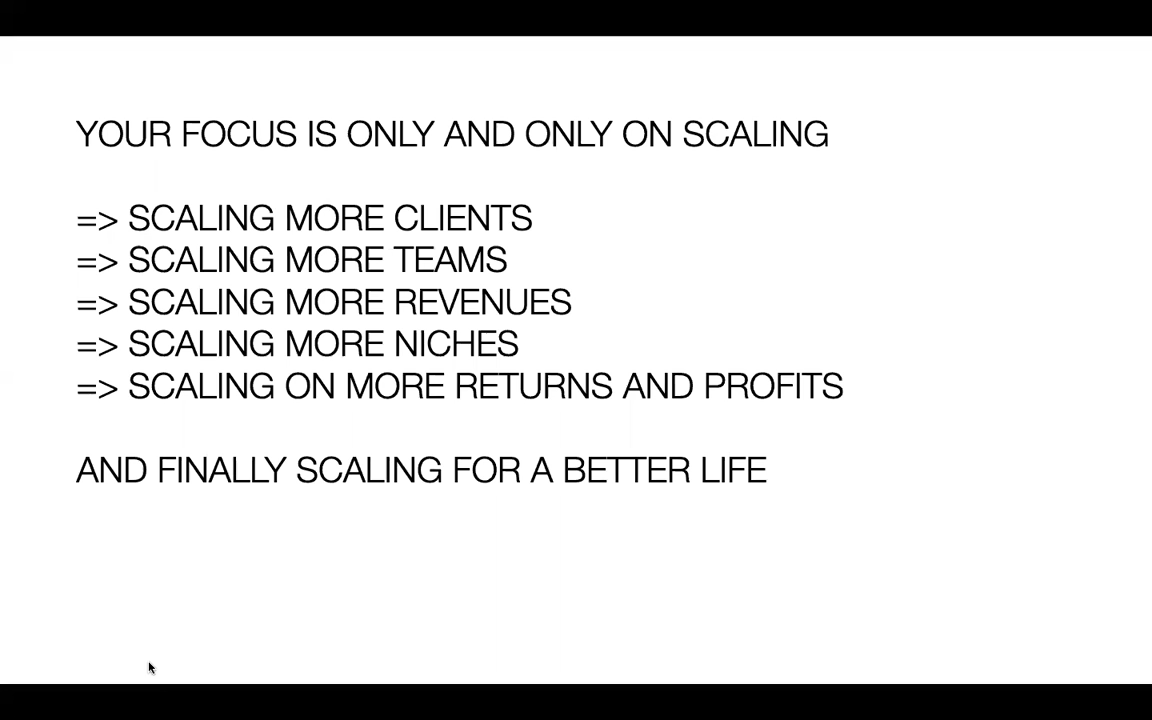 YOUR FOCUS IS ONLY AND ONLY ON SCALING
=> SCALING MORE CLIENTS
=> SCALING MORE TEAMS
=> SCALING MORE REVENUES
=> SCALING MORE NICHES
=> SCALING ON MORE RETURNS AND PROFITS
AND FINALLY SCALING FOR A BETTER LIFE